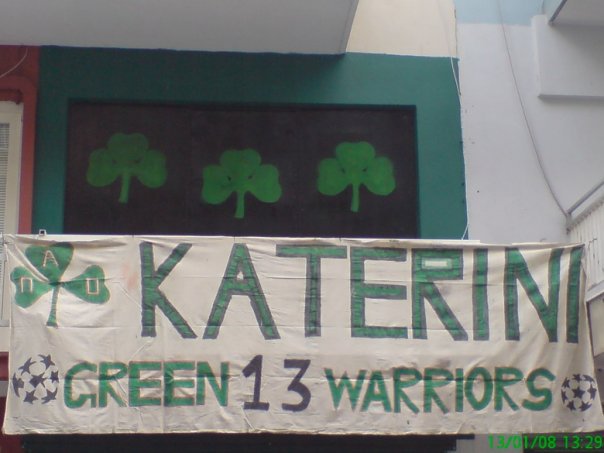 ΠΑΟ
KATERINI
GREEN 13 WARRIORS
13/01/08 13:29